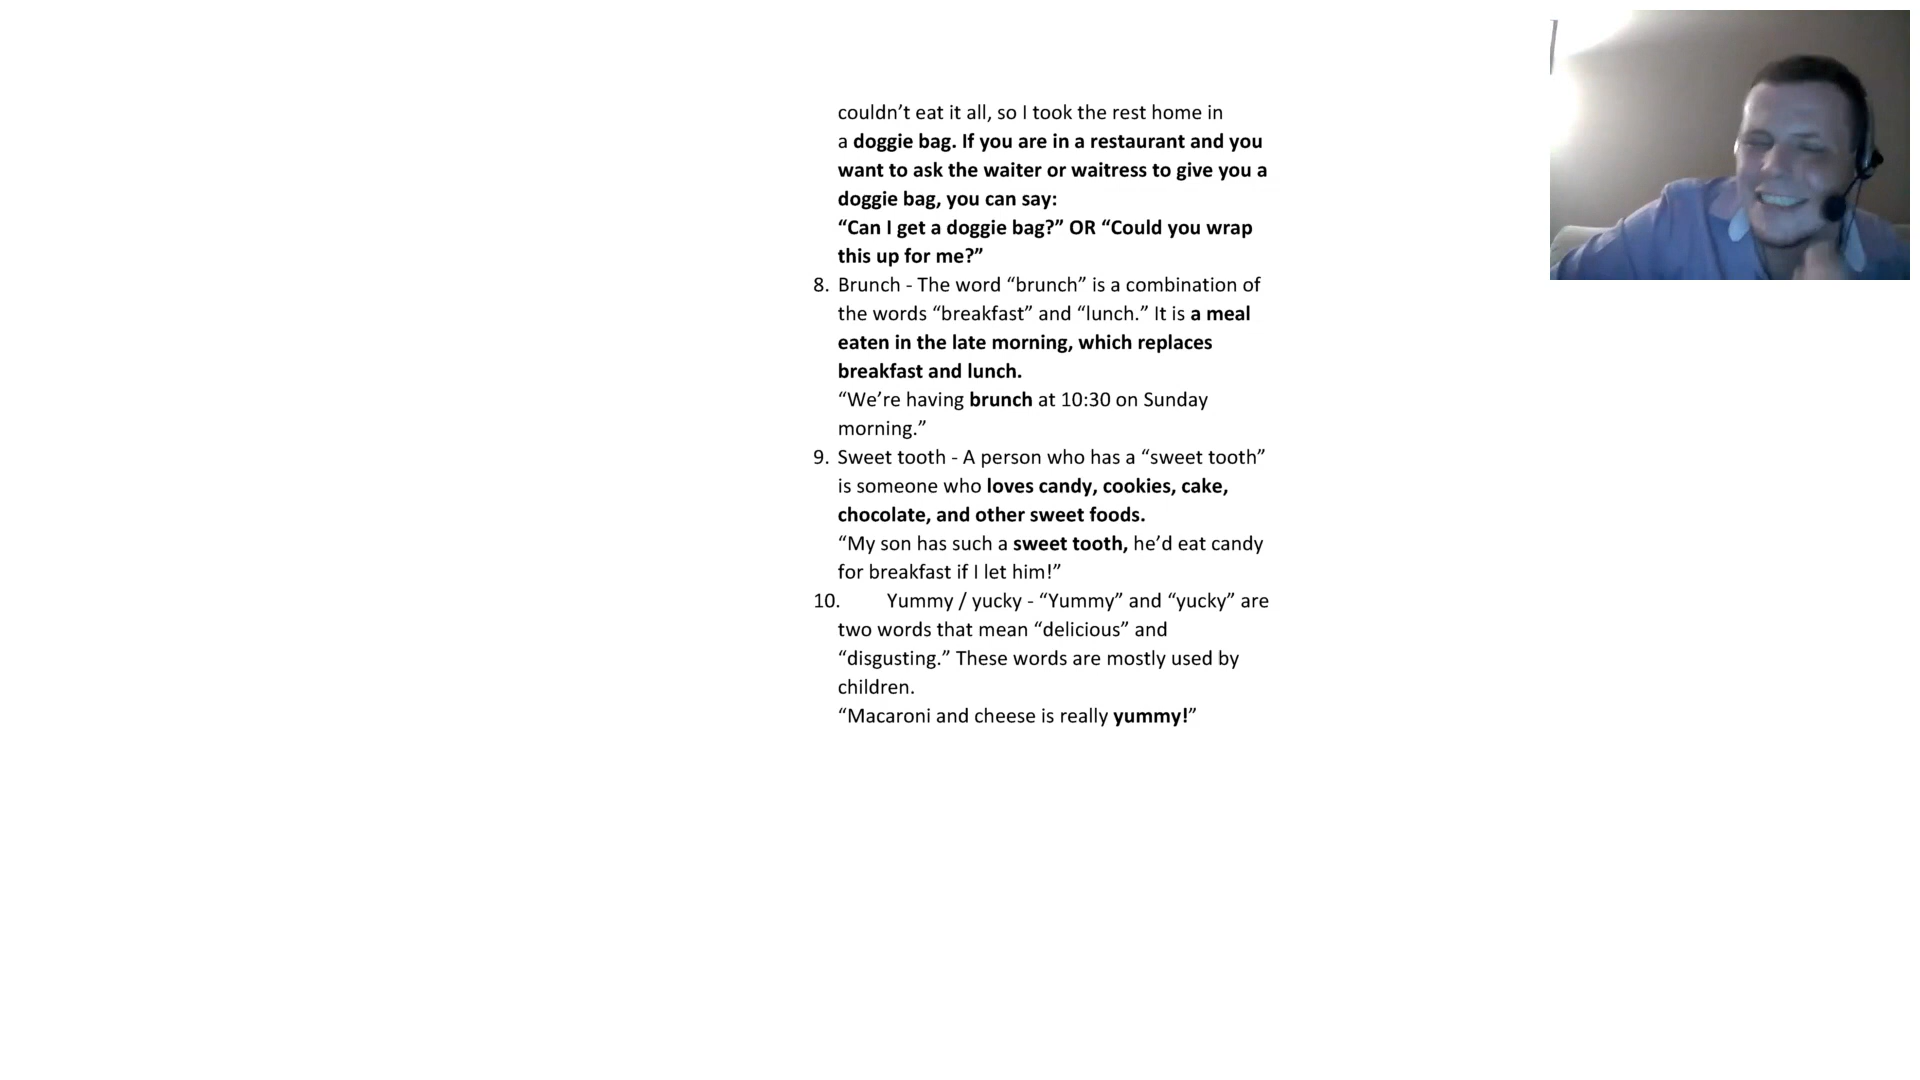 couldn’t eat it all, so I took the rest home in
a doggie bag. If you are in a restaurant and you
want to ask the waiter or waitress to give you a
doggie bag, you can say:
“Can I get a doggie bag?” OR “Could you wrap
this up for me?”
8. Brunch - The word “brunch” is a combination of
the words “breakfast” and “lunch.” It is a meal
eaten in the late morning, which replaces
breakfast and lunch.
“We’re having brunch at 10:30 on Sunday
morning.”
9. Sweet tooth - A person who has a “sweet tooth”
is someone who loves candy, cookies, cake,
chocolate, and other sweet foods.
“My son has such a sweet tooth, he’d eat candy
for breakfast if I let him!”
10. Yummy / yucky - “Yummy” and “yucky” are
two words that mean “delicious” and
“disgusting.” These words are mostly used by
children.
“Macaroni and cheese is really yummy!”